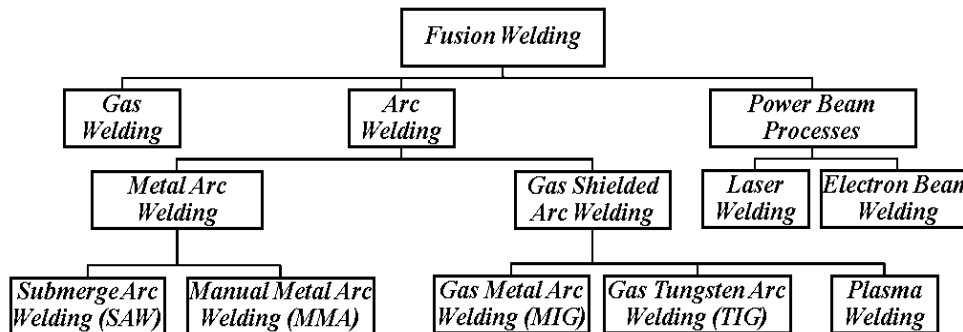 Fusion Welding
Gas
Welding
Arc
Welding
Power Beam
Processes
Metal Arc
Welding
Gas Shielded
Arc Welding
Laser
Welding
Electron Beam
Welding
Submerge Arc
Welding (SAW)
Manual Metal Arc
Welding (MMA)
Gas Metal Arc
Welding (MIG)
Gas Tungsten Arc
Welding (TIG)
Plasma
Welding